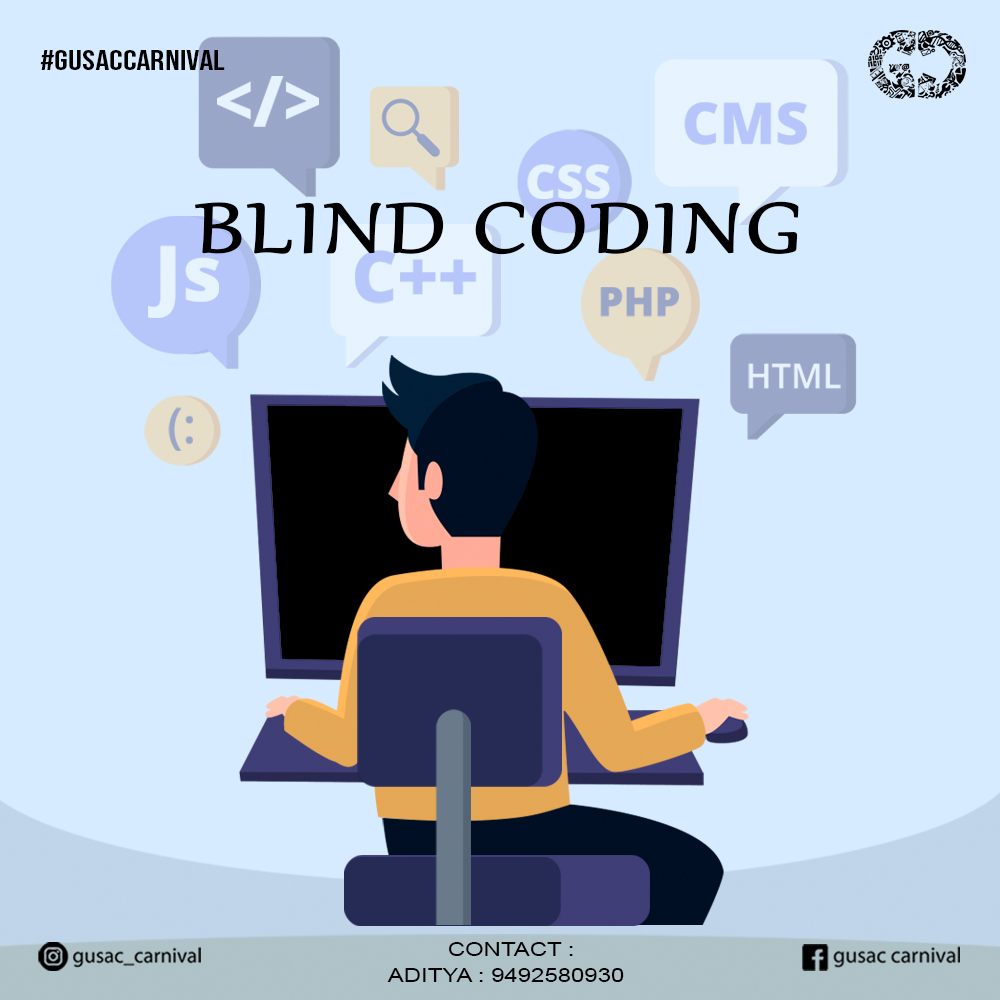 #GUSACCARNIVAL
</>
CMS
CSS
BLIND CODING
Js
C++
PHP
HTML
(:
gusac_carnival
CONTACT :
ADITYA : 9492580930
gusac carnival